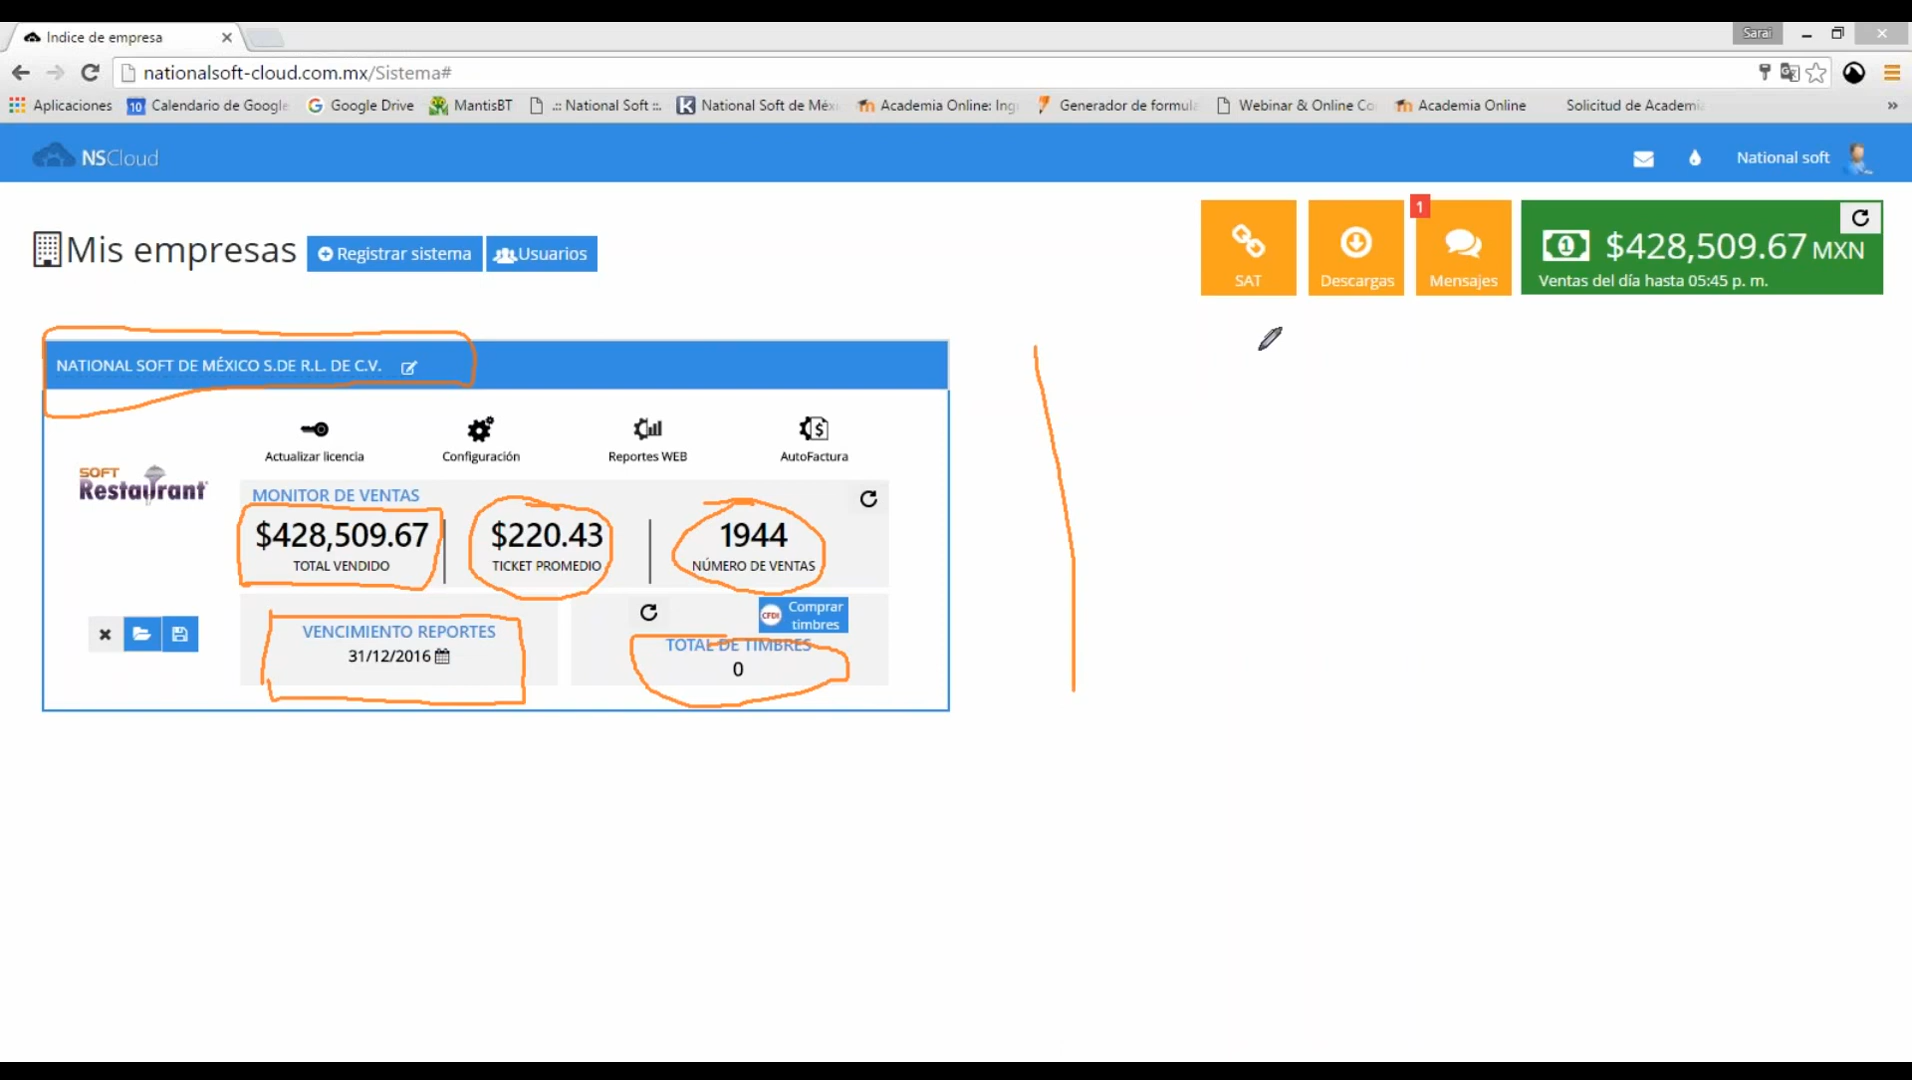 Indice de empresa
Sarai
nationalsoft-cloud.com.mx/Sistema#
Aplicaciones 10 Calendario de Google G Google Drive MantisBT .:: National Soft ::. K National Soft de Méxi Academia Online: Ing Generador de formula Webinar & Online Co Academia Online Solicitud de Academi »
NSCloud
National soft
Mis empresas
Registrar sistema
Usuarios
SAT
Descargas
1
Mensajes
$428,509.67 MXN
Ventas del día hasta 05:45 p. m.
NATIONAL SOFT DE MÉXICO S.DE R.L. DE C.V.
Actualizar licencia Configuración Reportes WEB AutoFactura
SOFT
Restaurant
MONITOR DE VENTAS
$428,509.67 $220.43 1944
TOTAL VENDIDO TICKET PROMEDIO NÚMERO DE VENTAS
CFDI Comprar
timbres
VENCIMIENTO REPORTES
31/12/2016
TOTAL DE TIMBRES
0